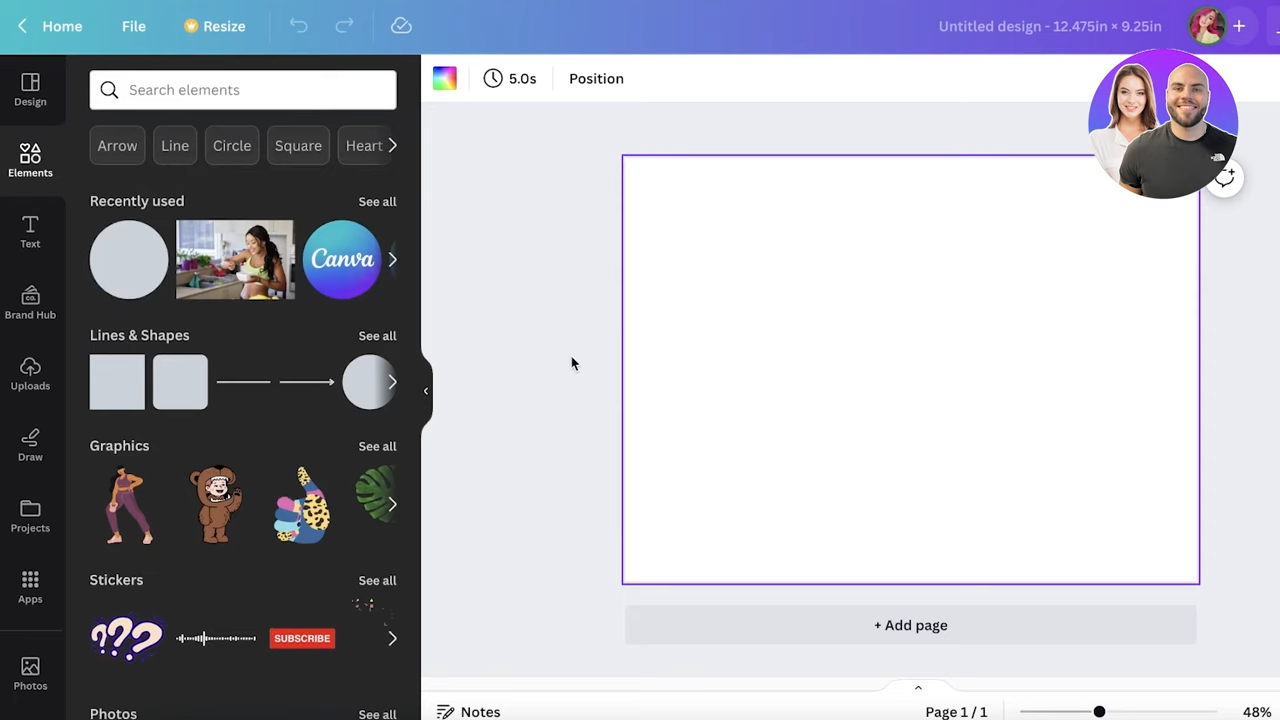 Home
File
Resize
Untitled design - 12.475in × 9.25in
+
Design
Elements
Text
Brand Hub
Uploads
Draw
Projects
Apps
Photos
Search elements
Arrow
Line
Circle
Square
Heart
Recently used
See all
Canva
Lines & Shapes
See all
Graphics
See all
Stickers
See all
???
SUBSCRIBE
Photos
See all
5.0s
Position
+ Add page
Notes
Page 1 / 1
48%